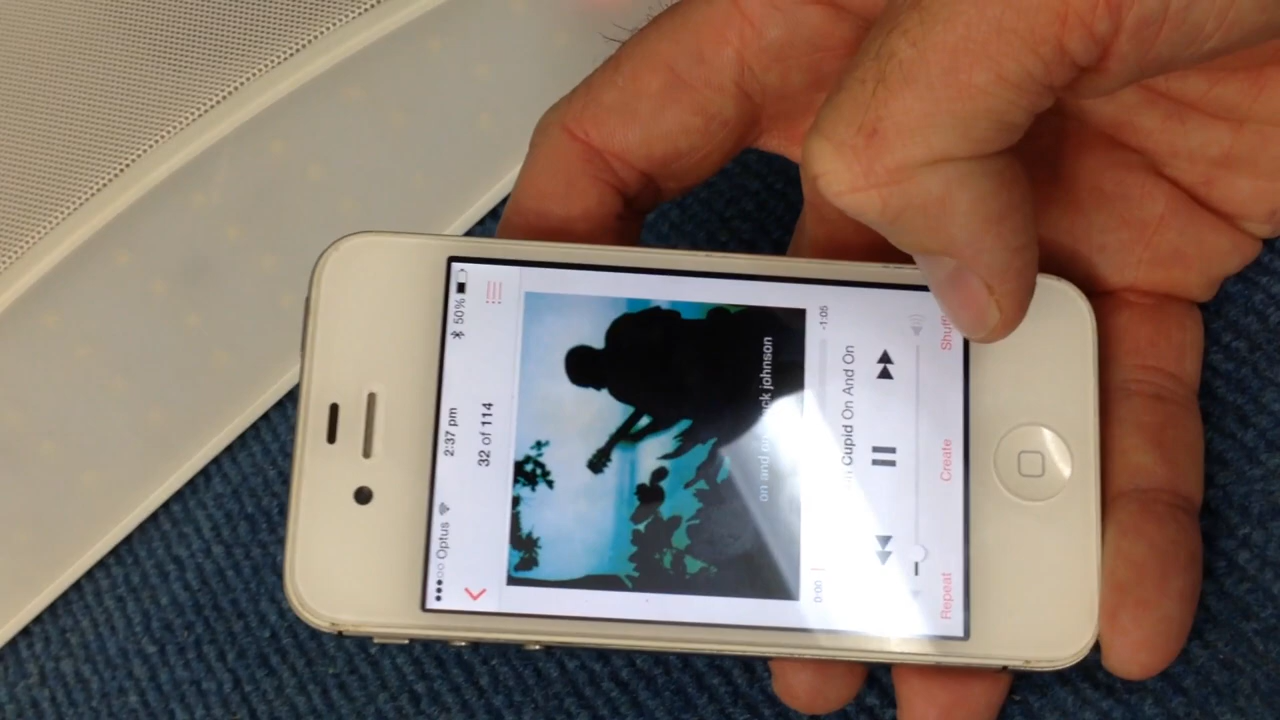 Optus 2:37 pm 50%
32 of 114
on and on johnson
0:00 -1:05
Cupid On And On
Repeat Create